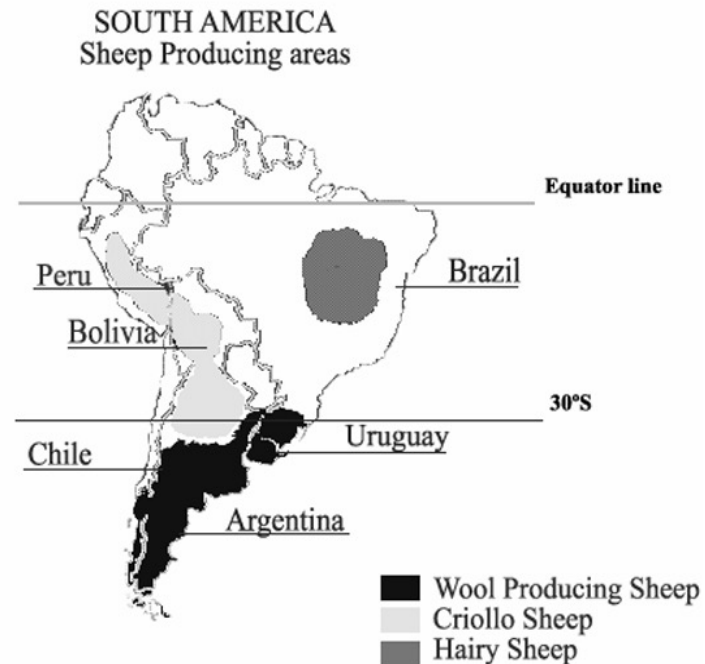 SOUTH AMERICA
Sheep Producing areas
Equator line
Peru
Brazil
Bolivia
30ºS
Uruguay
Chile
Argentina
Wool Producing Sheep
Criollo Sheep
Hairy Sheep